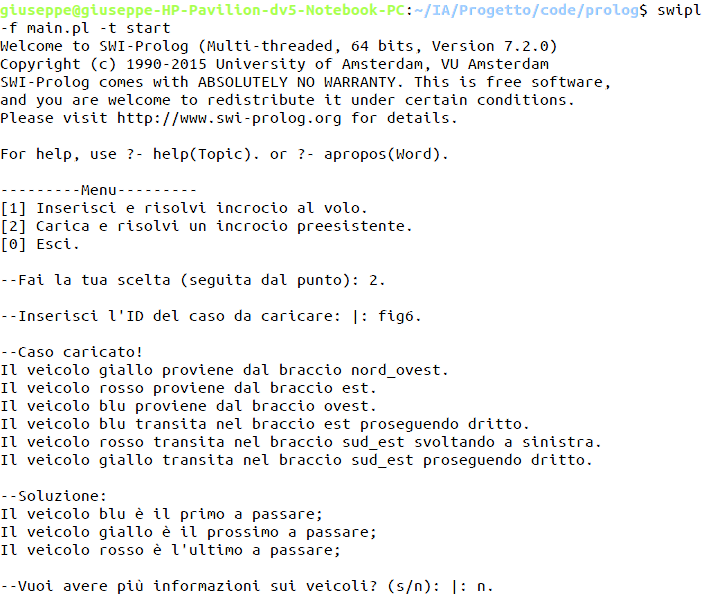 giuseppe@giuseppe-HP-Pavilion-dv5-Notebook-PC:~/IA/Progetto/code/prolog$ swipl
-f main.pl -t start
Welcome to SWI-Prolog (Multi-threaded, 64 bits, Version 7.2.0)
Copyright (c) 1990-2015 University of Amsterdam, VU Amsterdam
SWI-Prolog comes with ABSOLUTELY NO WARRANTY. This is free software,
and you are welcome to redistribute it under certain conditions.
Please visit http://www.swi-prolog.org for details.

For help, use ?- help(Topic). or ?- apropos(Word).

---------Menu---------
[1] Inserisci e risolvi incrocio al volo.
[2] Carica e risolvi un incrocio preesistente.
[0] Esci.

--Fai la tua scelta (seguita dal punto): 2.

--Inserisci l'ID del caso da caricare: |: fig6.

--Caso caricato!
Il veicolo giallo proviene dal braccio nord_ovest.
Il veicolo rosso proviene dal braccio est.
Il veicolo blu proviene dal braccio ovest.
Il veicolo blu transita nel braccio est proseguendo dritto.
Il veicolo rosso transita nel braccio sud_est svoltando a sinistra.
Il veicolo giallo transita nel braccio sud_est proseguendo dritto.

--Soluzione:
Il veicolo blu è il primo a passare;
Il veicolo giallo è il prossimo a passare;
Il veicolo rosso è l'ultimo a passare;

--Vuoi avere più informazioni sui veicoli? (s/n): |: n.